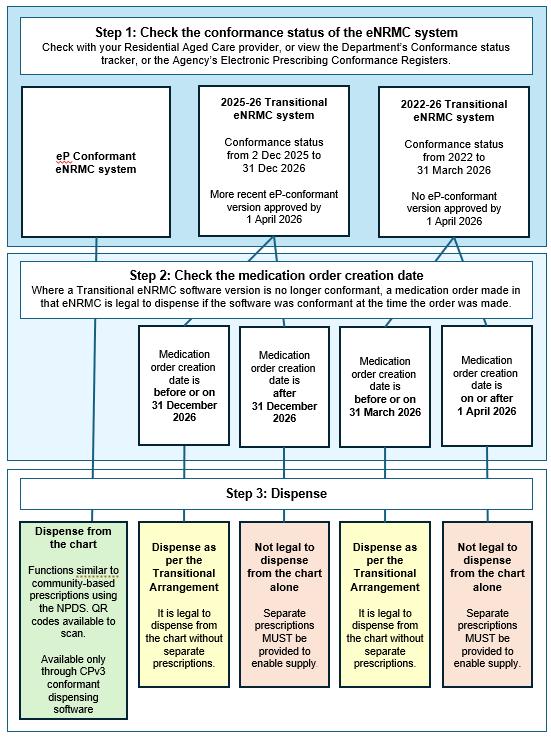 Step 1: Check the conformance status of the eNRMC system
Check with your Residential Aged Care provider, or view the Department's Conformance status
tracker, or the Agency's Electronic Prescribing Conformance Registers.
eP Conformant
eNRMC system
2025-26 Transitional
eNRMC system
Conformance status
from 2 Dec 2025 to
31 Dec 2026
More recent eP-conformant
version approved by
1 April 2026
2022-26 Transitional
eNRMC system
Conformance status
from 2022 to
31 March 2026
No eP-conformant
version approved by
1 April 2026
Step 2: Check the medication order creation date
Where a Transitional eNRMC software version is no longer conformant, a medication order made in
that eNRMC is legal to dispense if the software was conformant at the time the order was made.
Medication
order creation
date is
before or on
31 December
2026
Medication
order creation
date is
after
31 December
2026
Medication
order creation
date is
before or on
31 March 2026
Medication
order creation
date is
on or after
1 April 2026
Step 3: Dispense
Dispense from
the chart
Functions similar to
community-based
prescriptions using
the NPDS. QR
codes available to
scan.
Available only
through CPv3
conformant
dispensing
software
Dispense as
per the
Transitional
Arrangement
It is legal to
dispense from
the chart without
separate
prescriptions.
Not legal to
dispense
from the chart
alone
Separate
prescriptions
MUST be
provided to
enable supply.
Dispense as
per the
Transitional
Arrangement
It is legal to
dispense from
the chart without
separate
prescriptions.
Not legal to
dispense
from the chart
alone
Separate
prescriptions
MUST be
provided to
enable supply.